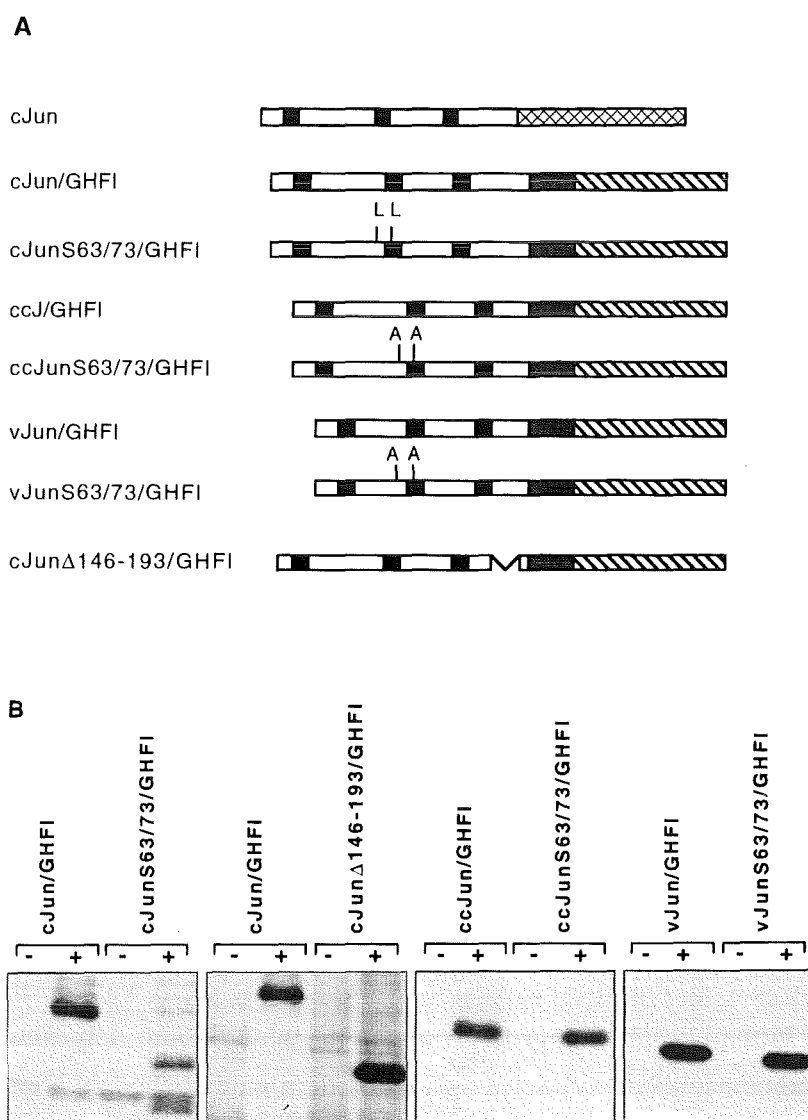 A
cJun
cJun/GHFI
L L
cJunS63/73/GHFI
ccJ/GHFI
A A
ccJunS63/73/GHFI
vJun/GHFI
A A
vJunS63/73/GHFI
cJunΔ146-193/GHFI
B
cJun/GHFI
cJunS63/73/GHFI
cJun/GHFI
cJunΔ146-193/GHFI
ccJun/GHFI
ccJunS63/73/GHFI
vJun/GHFI
vJunS63/73/GHFI
- + - + - + - + - + - + - + - +